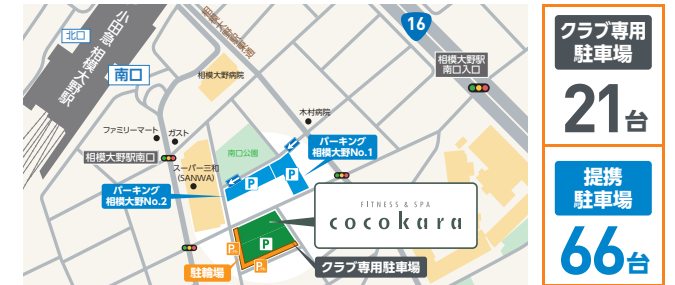 小田急 相模大野駅
北口
南口
相模大野病院
16
相模大野駅
南口入口
木村病院
ファミリーマート
ガスト
相模大野駅南口
スーパー三和
(SANWA)
南口公園
パーキング
相模大野No.1
P
P
パーキング
相模大野No.2
FITNESS & SPA
cocokara
P
駐輪場
クラブ専用駐車場
クラブ専用
駐車場
21台
提携
駐車場
66台